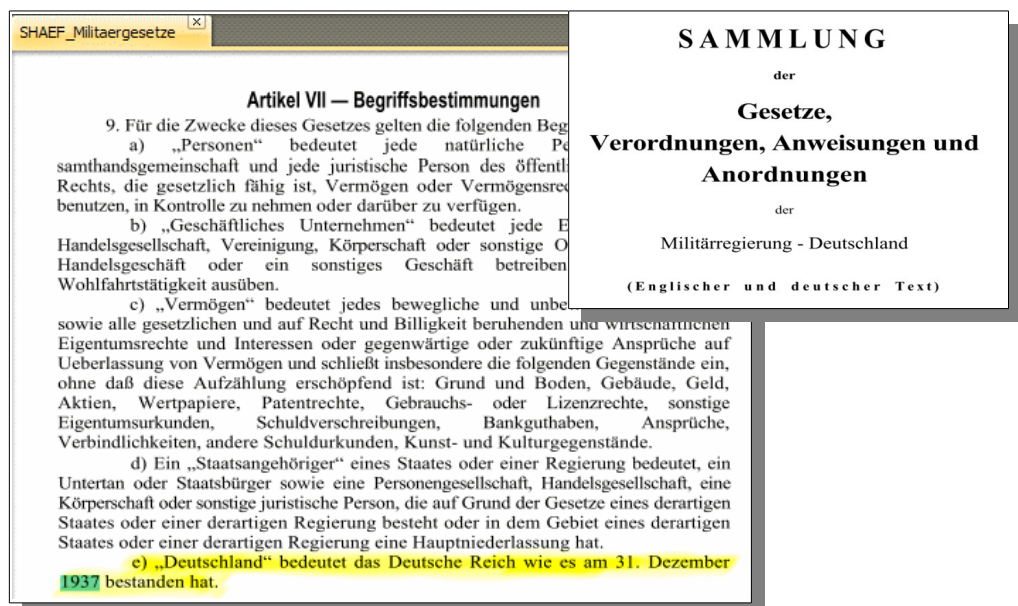 SHAEF_Militaergesetze
Artikel VII — Begriffsbestimmungen
9. Für die Zwecke dieses Gesetzes gelten die folgenden
a) „Personen“ bedeutet jede natürliche
samthandsgemeinschaft und jede juristische Person des
Rechts, die gesetzlich fähig ist, Vermögen oder
benutzen, in Kontrolle zu nehmen oder darüber zu verfügen.
b) „Geschäftliches Unternehmen“ bedeutet jede
Handelsgesellschaft, Vereinigung, Körperschaft oder sonstige
Handelsgeschäft oder ein sonstiges Geschäft betreiben
Wohlfahrtstätigkeit ausüben.
c) „Vermögen“ bedeutet jedes bewegliche und
sowie alle gesetzlichen und auf Recht und Billigkeit beruhenden und wirtschaftlichen
Eigentumsrechte und Interessen oder gegenwärtige oder zukünftige Ansprüche auf
Ueberlassung von Vermögen und schließt insbesondere die folgenden Gegenstände ein,
ohne daß diese Aufzählung erschöpfend ist: Grund und Boden, Gebäude, Geld,
Aktien, Wertpapiere, Patentrechte, Gebrauchs- oder Lizenzrechte, sonstige
Eigentumsurkunden, Schuldverschreibungen, Bankguthaben, Ansprüche,
Verbindlichkeiten, andere Schuldurkunden, Kunst- und Kulturgegenstände.
d) Ein „Staatsangehöriger“ eines Staates oder einer Regierung bedeutet, ein
Untertan oder Staatsbürger sowie eine Personengesellschaft, Handelsgesellschaft, eine
Körperschaft oder sonstige juristische Person, die auf Grund der Gesetze eines derartigen
Staates oder einer derartigen Regierung besteht oder in dem Gebiet eines derartigen
Staates oder einer derartigen Regierung eine Hauptniederlassung hat.
e) „Deutschland“ bedeutet das Deutsche Reich wie es am 31. Dezember
1937 bestanden hat.
SAMMLUNG
der
Gesetze,
Verordnungen, Anweisungen und
Anordnungen
der
Militärregierung - Deutschland
(Englischer und deutscher Text)